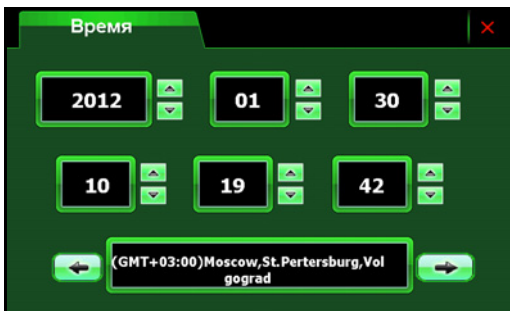 Время
2012 01 30
10 19 42
(GMT+03:00)Moscow,St.Pertersburg,Vol
gograd